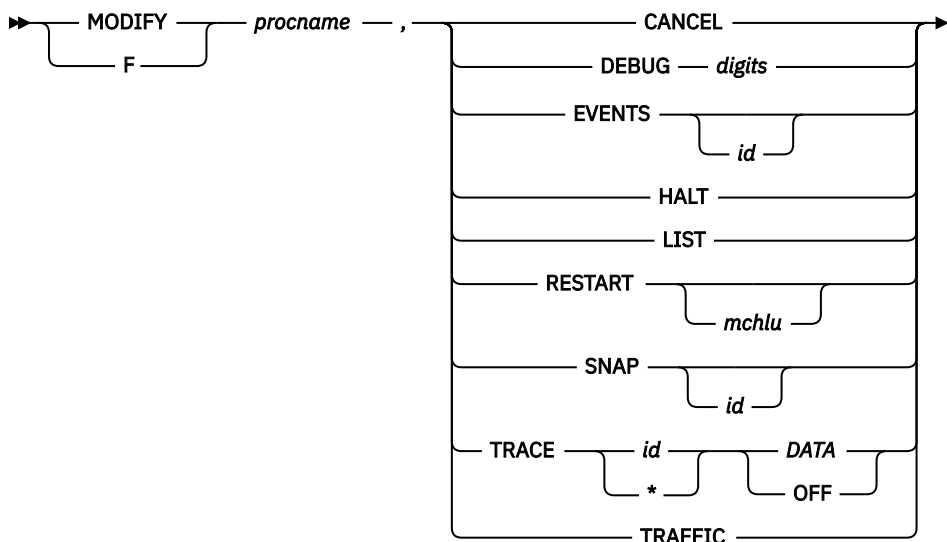 MODIFY procname , CANCEL
F DEBUG digits
EVENTS
id
HALT
LIST
RESTART
mchlu
SNAP
id
TRACE id DATA
* OFF
TRAFFIC